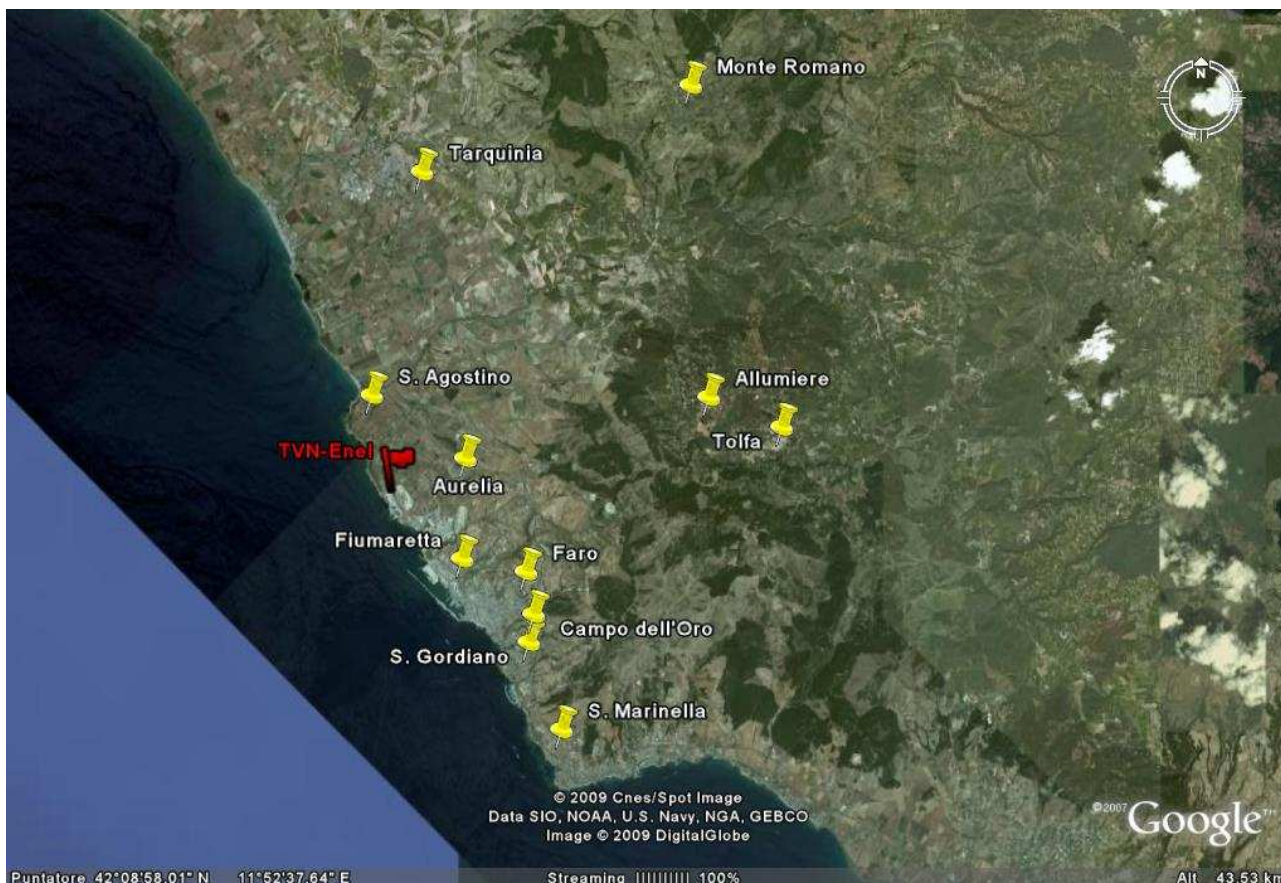 Monte Romano
N
Tarquinia
S. Agostino
Allumiere
Tolfa
TVN-Enel
Aurelia
Fiumaretta
Faro
Campo dell'Oro
S. Gordiano
S. Marinella
© 2009 Cnes/Spot Image
Data SIO, NOAA, U.S. Navy, NGA, GEBCO
Image © 2009 DigitalGlobe
©2007 Google™
Puntatore 42°08'58.01" N 11°52'37.64" E Streaming |||||||||| 100% Alt 43.53 km